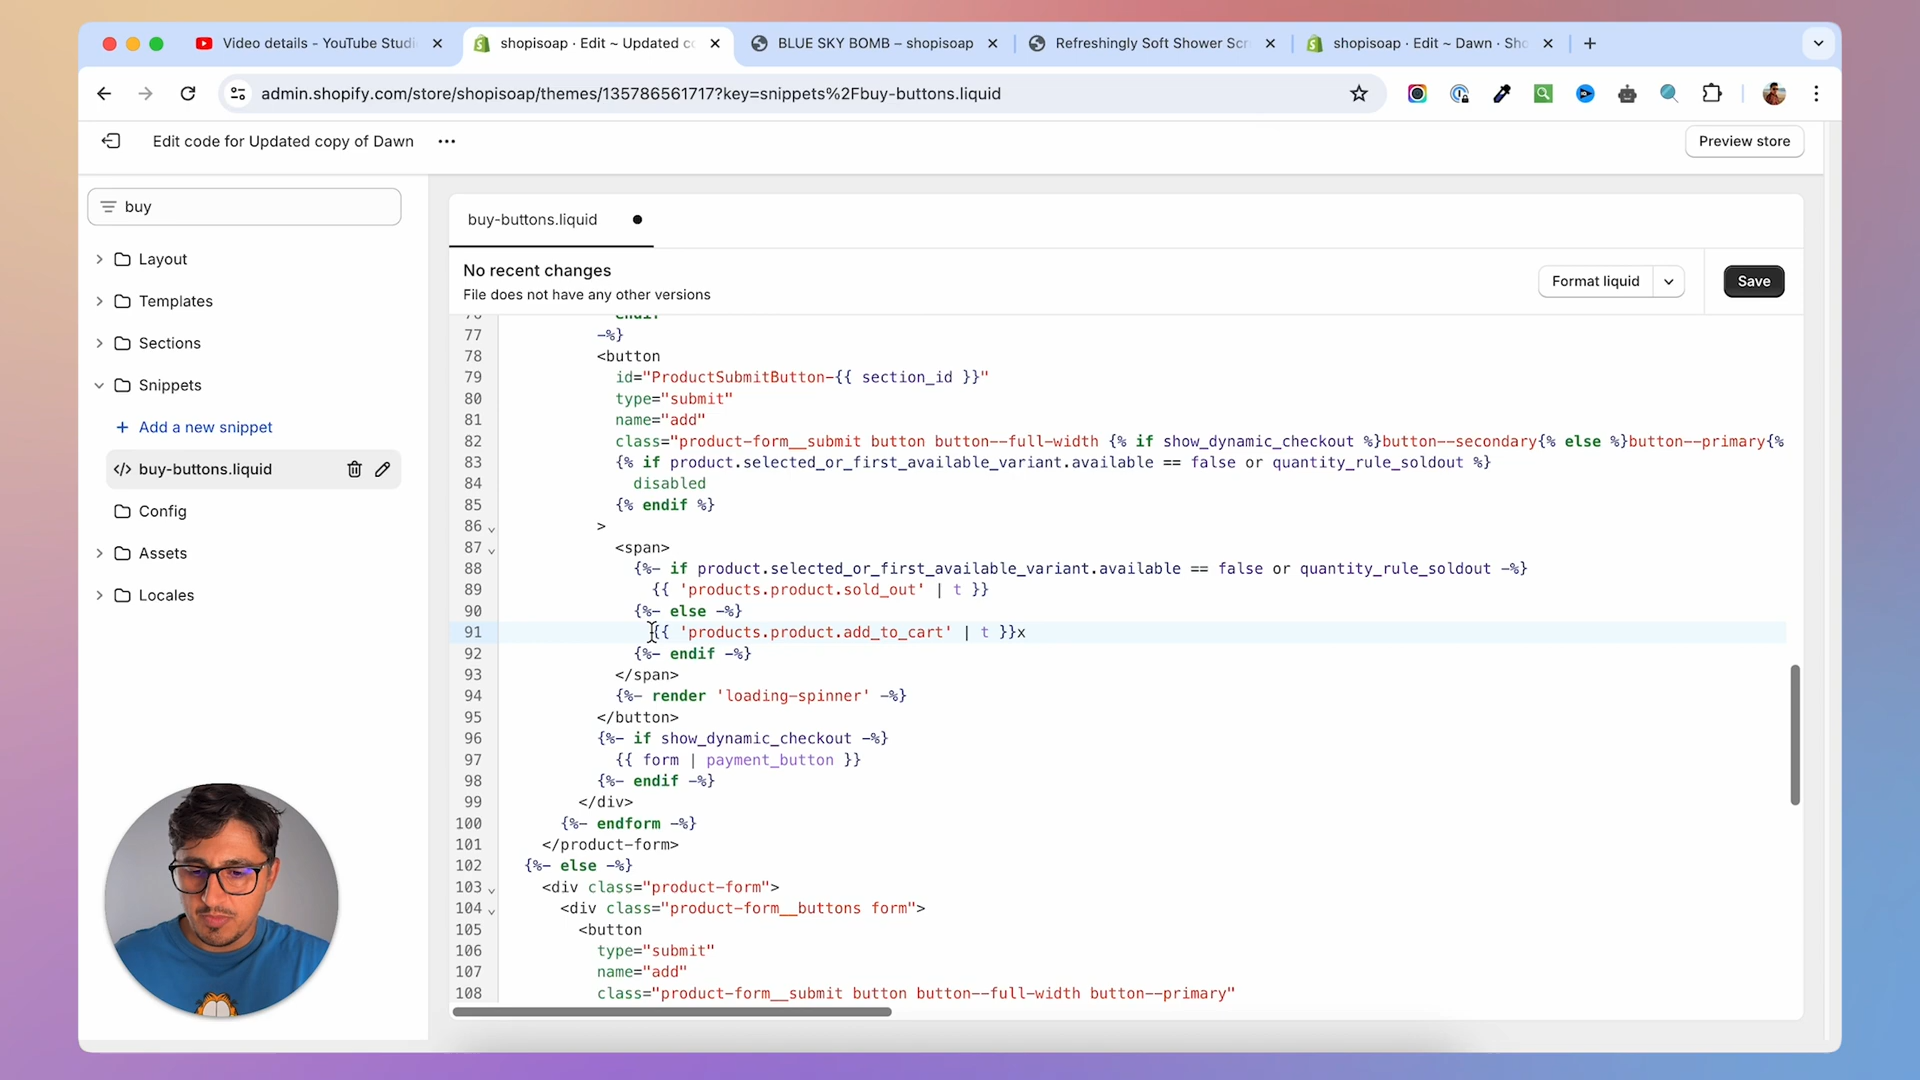 Video details - YouTube Studi
shopisoap · Edit ~ Updated co
BLUE SKY BOMB – shopisoap
Refreshingly Soft Shower Scr
shopisoap · Edit ~ Dawn · Sho
admin.shopify.com/store/shopisoap/themes/135786561717?key=snippets%2Fbuy-buttons.liquid
Edit code for Updated copy of Dawn
Preview store
buy
Layout
Templates
Sections
Snippets
Add a new snippet
buy-buttons.liquid
Config
Assets
Locales
buy-buttons.liquid
No recent changes
File does not have any other versions
Format liquid
Save
76 endif
77 -%}
78 <button
79 id="ProductSubmitButton-{{ section_id }}"
80 type="submit"
81 name="add"
82 class="product-form__submit button button--full-width {% if show_dynamic_checkout %}button--secondary{% else %}button--primary{%
83 {% if product.selected_or_first_available_variant.available == false or quantity_rule_soldout %}
84 disabled
85 {% endif %}
86 >
87 <span>
88 {%- if product.selected_or_first_available_variant.available == false or quantity_rule_soldout -%}
89 {{ 'products.product.sold_out' | t }}
90 {%- else -%}
91 {{ 'products.product.add_to_cart' | t }}x
92 {%- endif -%}
93 </span>
94 {%- render 'loading-spinner' -%}
95 </button>
96 {%- if show_dynamic_checkout -%}
97 {{ form | payment_button }}
98 {%- endif -%}
99 </div>
100 {%- endform -%}
101 </product-form>
102 {%- else -%}
103 <div class="product-form">
104 <div class="product-form__buttons form">
105 <button
106 type="submit"
107 name="add"
108 class="product-form__submit button button--full-width button--primary"